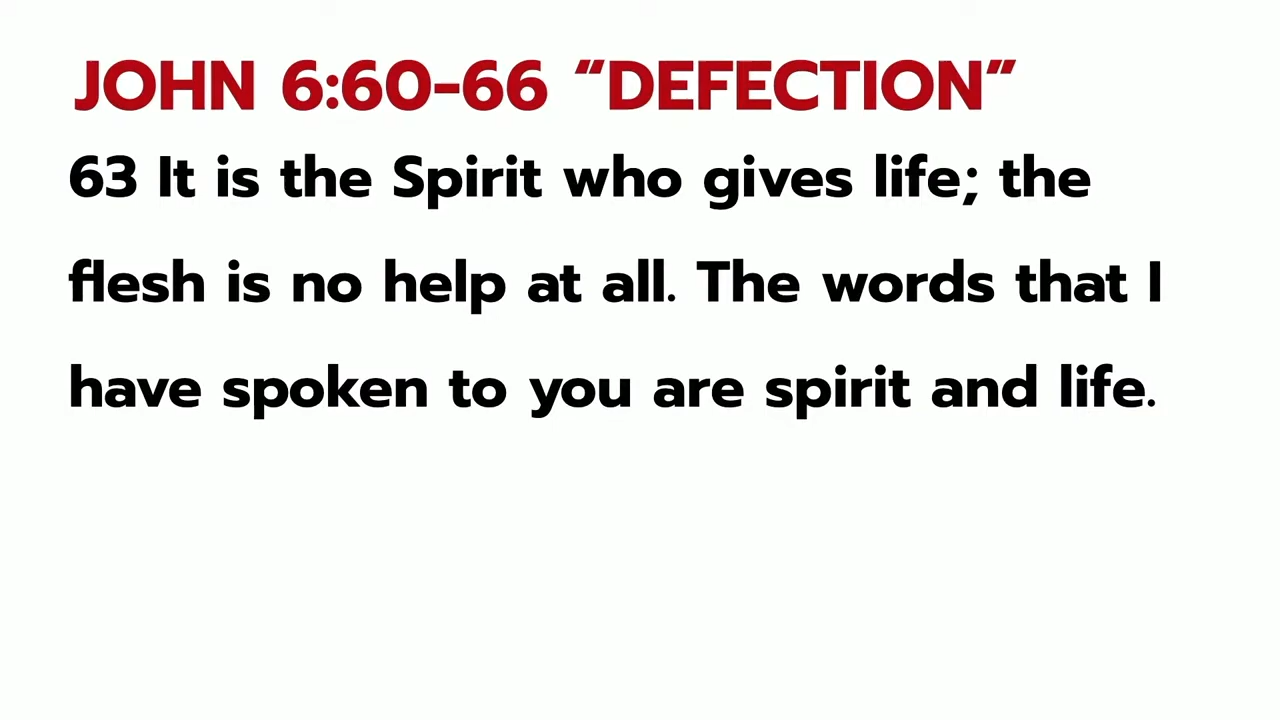 JOHN 6:60-66 “DEFECTION”
63 It is the Spirit who gives life; the
flesh is no help at all. The words that I
have spoken to you are spirit and life.